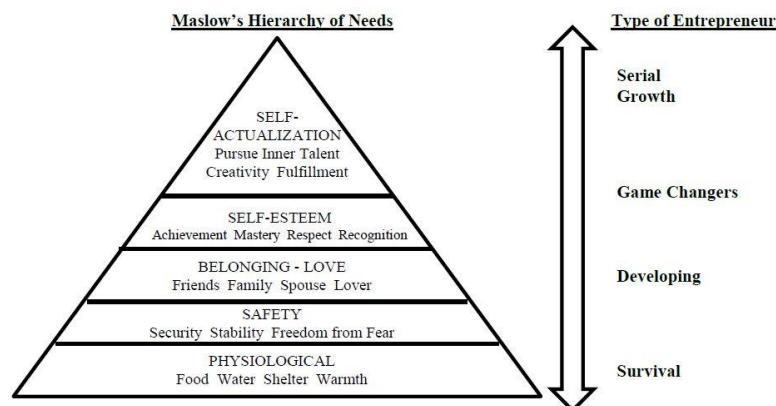 Maslow's Hierarchy of Needs
SELF-
ACTUALIZATION
Pursue Inner Talent
Creativity Fulfillment
SELF-ESTEEM
Achievement Mastery Respect Recognition
BELONGING - LOVE
Friends Family Spouse Lover
SAFETY
Security Stability Freedom from Fear
PHYSIOLOGICAL
Food Water Shelter Warmth
Type of Entrepreneur
Serial
Growth
Game Changers
Developing
Survival